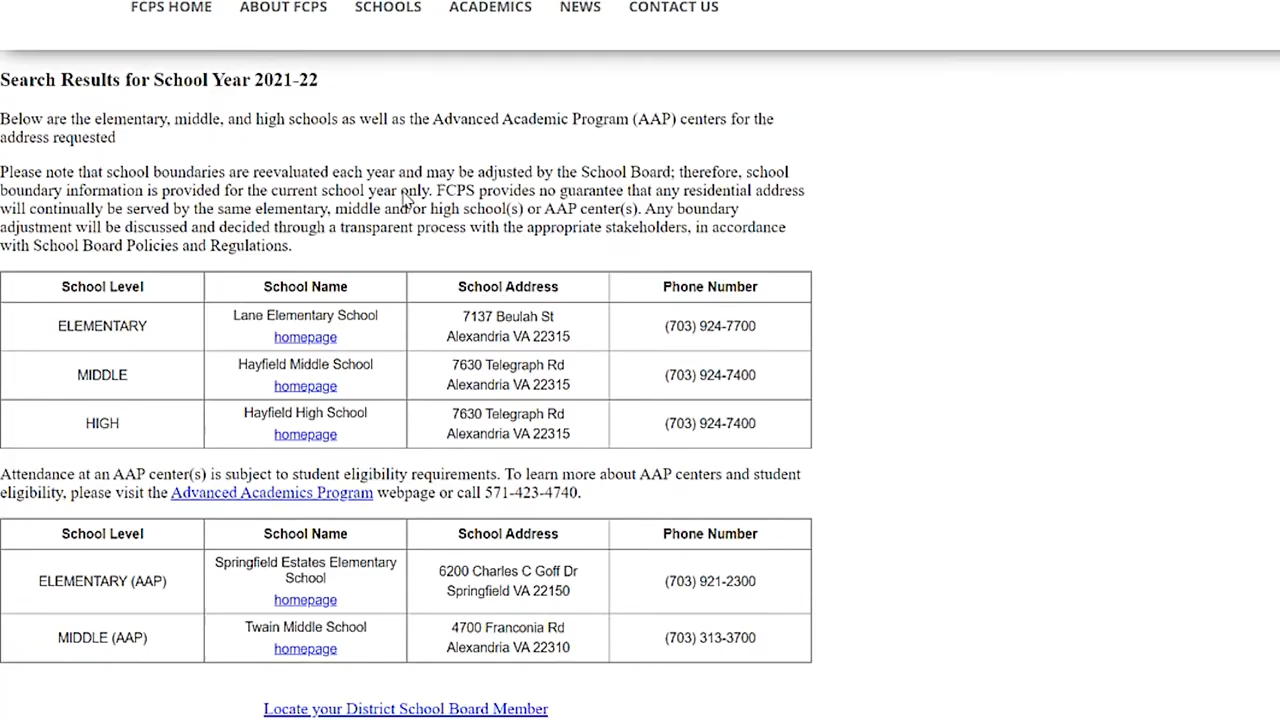 FCPS HOME ABOUT FCPS SCHOOLS ACADEMICS NEWS CONTACT US
Search Results for School Year 2021-22
Below are the elementary, middle, and high schools as well as the Advanced Academic Program (AAP) centers for the
address requested
Please note that school boundaries are reevaluated each year and may be adjusted by the School Board; therefore, school
boundary information is provided for the current school year only. FCPS provides no guarantee that any residential address
will continually be served by the same elementary, middle and/or high school(s) or AAP center(s). Any boundary
adjustment will be discussed and decided through a transparent process with the appropriate stakeholders, in accordance
with School Board Policies and Regulations.
School Level School Name School Address Phone Number
ELEMENTARY Lane Elementary School homepage 7137 Beulah St Alexandria VA 22315 (703) 924-7700
MIDDLE Hayfield Middle School homepage 7630 Telegraph Rd Alexandria VA 22315 (703) 924-7400
HIGH Hayfield High School homepage 7630 Telegraph Rd Alexandria VA 22315 (703) 924-7400
Attendance at an AAP center(s) is subject to student eligibility requirements. To learn more about AAP centers and student
eligibility, please visit the Advanced Academics Program webpage or call 571-423-4740.
School Level School Name School Address Phone Number
ELEMENTARY (AAP) Springfield Estates Elementary School homepage 6200 Charles C Goff Dr Springfield VA 22150 (703) 921-2300
MIDDLE (AAP) Twain Middle School homepage 4700 Franconia Rd Alexandria VA 22310 (703) 313-3700
Locate your District School Board Member